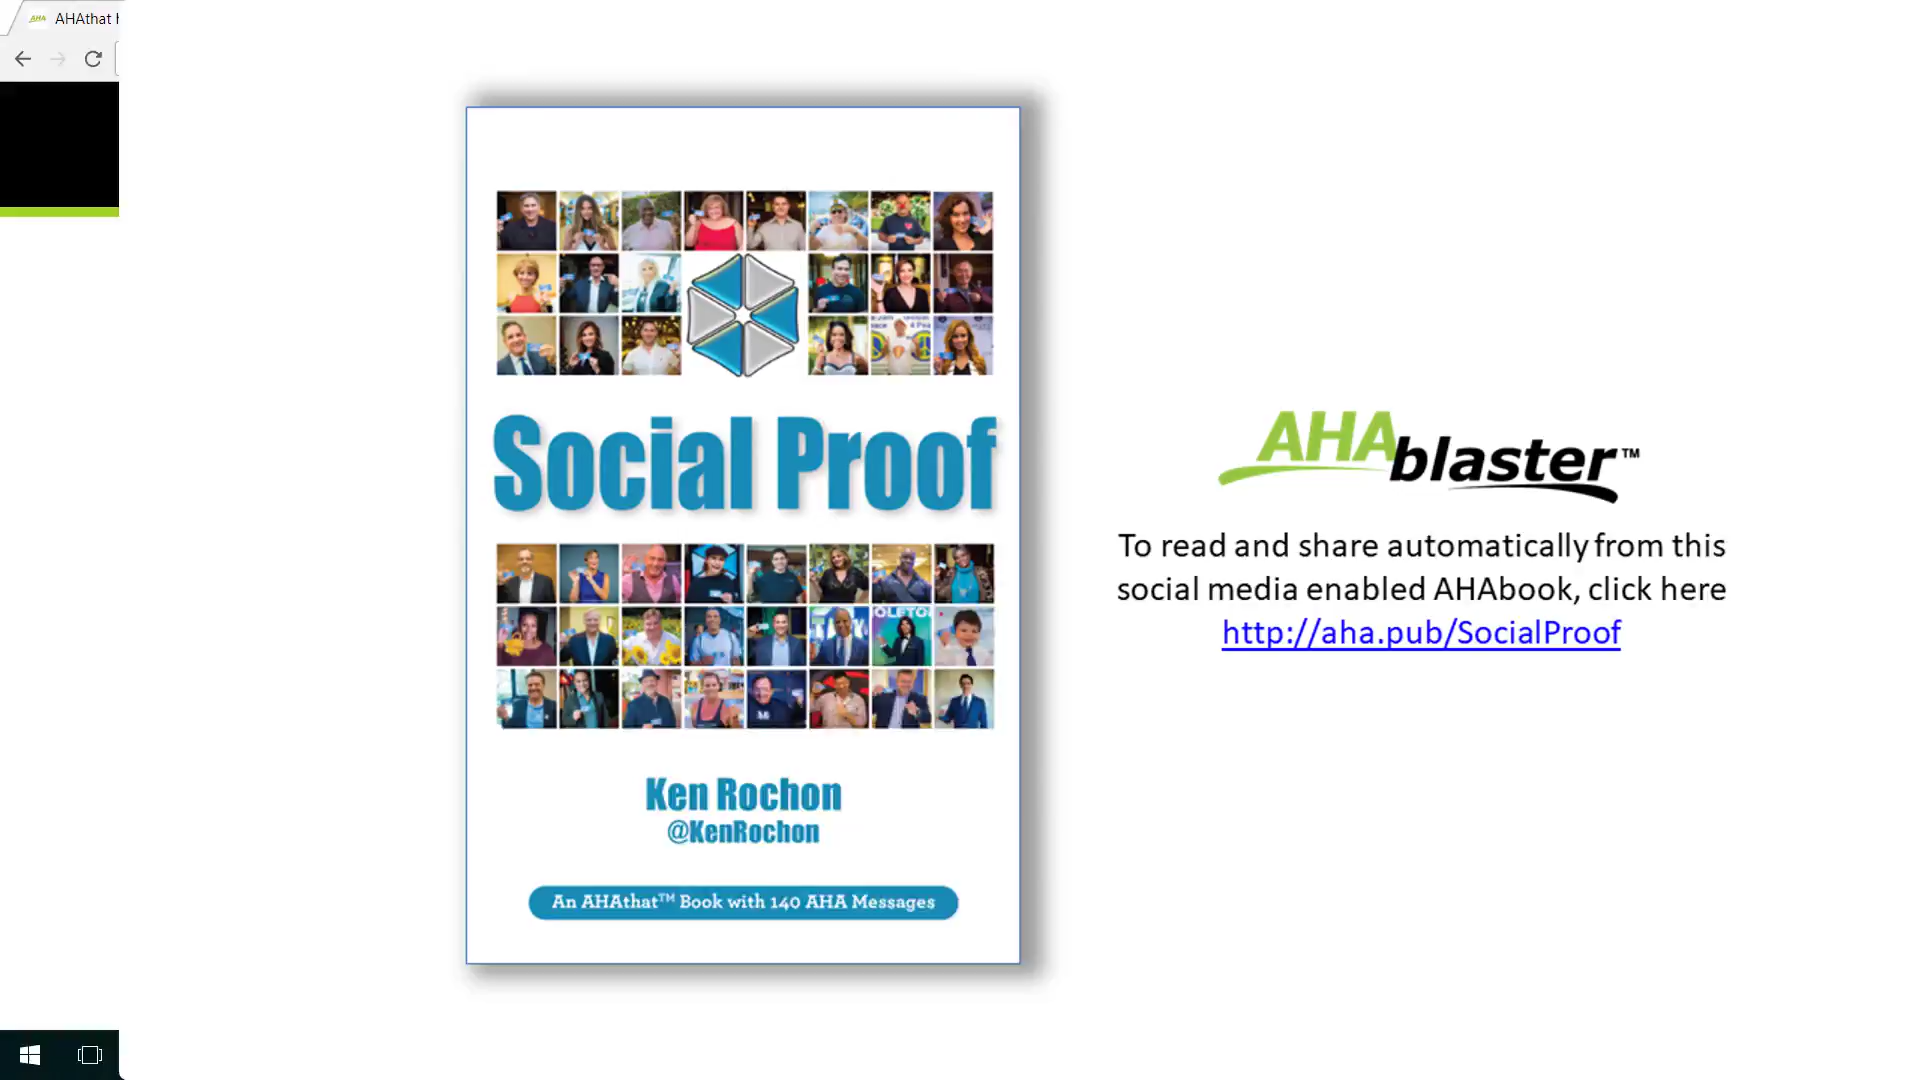 AHAthat
Social Proof
Ken Rochon
@KenRochon
An AHAthat™ Book with 140 AHA Messages
AHAblaster™
To read and share automatically from this
social media enabled AHAbook, click here
http://aha.pub/SocialProof